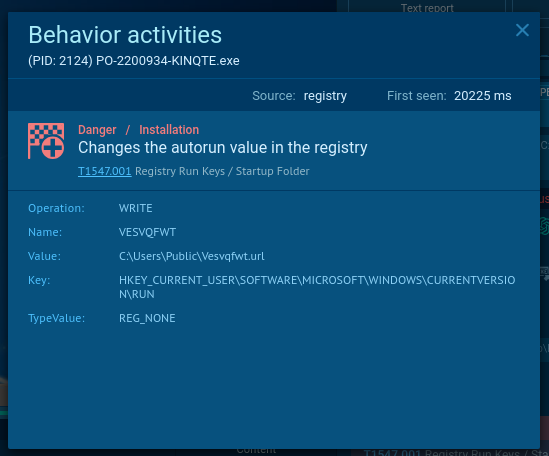 Text report
Behavior activities
(PID: 2124) PO-2200934-KINQTE.exe
Source: registry First seen: 20225 ms
Danger / Installation
Changes the autorun value in the registry
T1547.001 Registry Run Keys / Startup Folder
Operation: WRITE
Name: VESVQFWT
Value: C:\Users\Public\Vesvqfwt.url
Key: HKEY_CURRENT_USER\SOFTWARE\MICROSOFT\WINDOWS\CURRENTVERSIO
N\RUN
TypeValue: REG_NONE
Content
T1547.001 Registry Run Keys / Sta